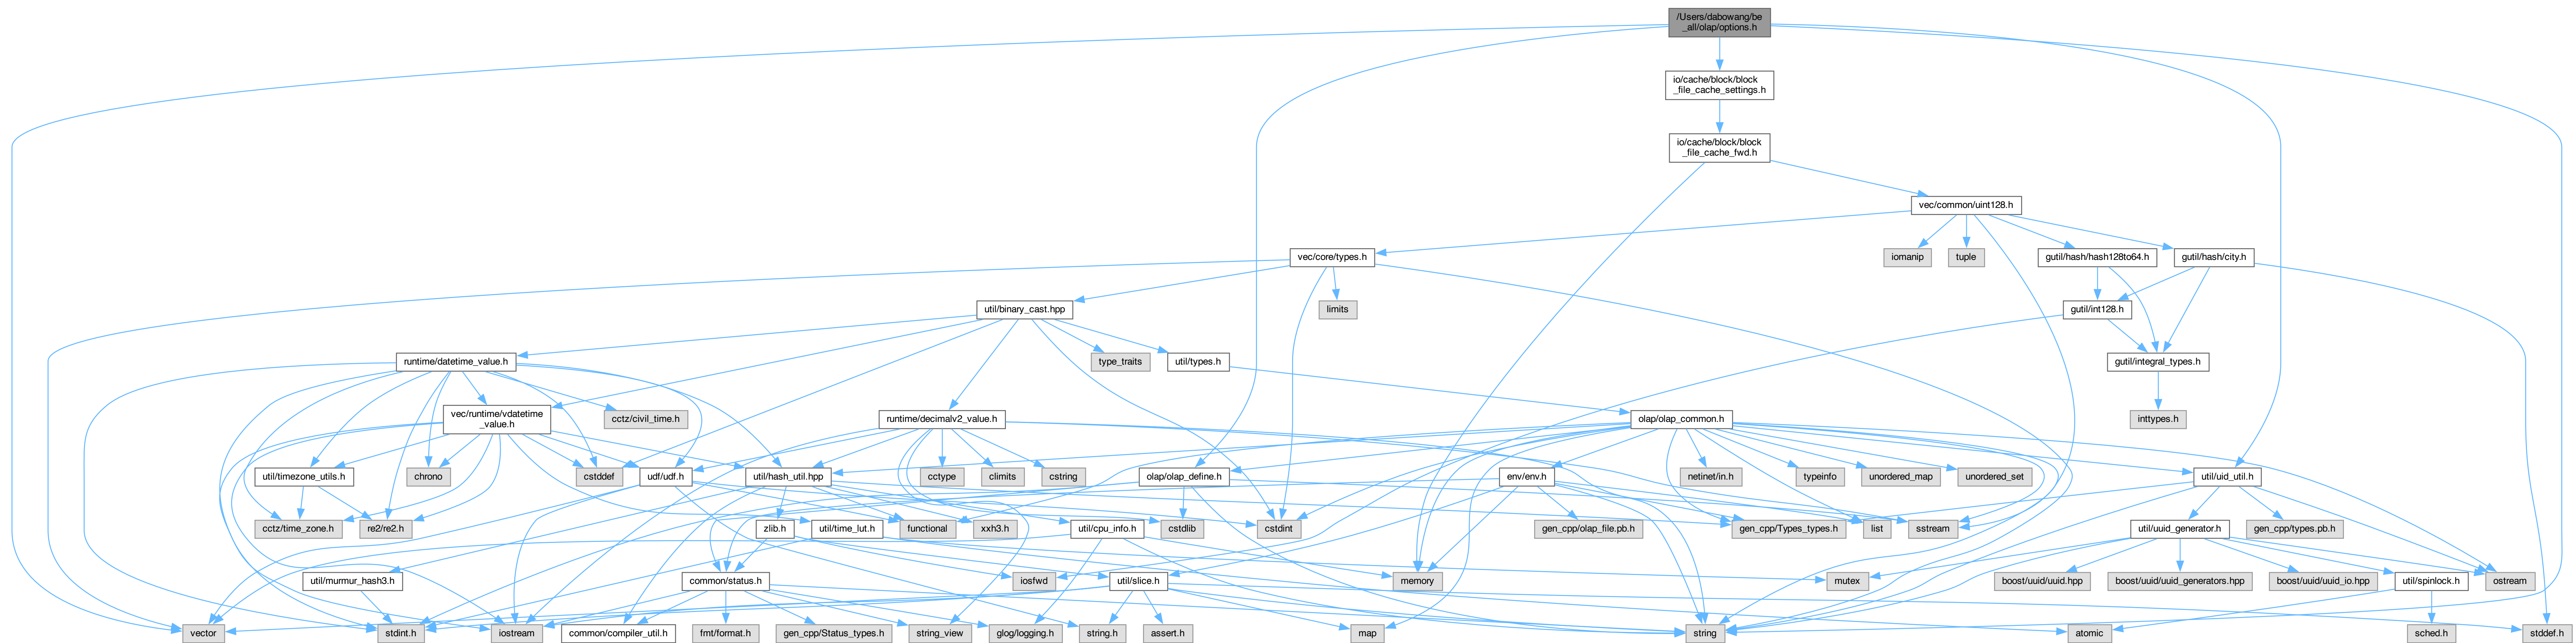 /Users/dabowang/be
_all/olap/options.h
io/cache/block/block
_file_cache_settings.h
io/cache/block/block
_file_cache_fwd.h
vec/common/uint128.h
vec/core/types.h
iomanip
tuple
gutil/hash/hash128to64.h
gutil/hash/city.h
util/binary_cast.hpp
limits
gutil/int128.h
runtime/datetime_value.h
type_traits
util/types.h
gutil/integral_types.h
vec/runtime/vdatetime
_value.h
cctz/civil_time.h
runtime/decimalv2_value.h
olap/olap_common.h
inttypes.h
util/timezone_utils.h
chrono
cstddef
udf/udf.h
util/hash_util.hpp
cctype
climits
cstring
olap/olap_define.h
env/env.h
netinet/in.h
typeinfo
unordered_map
unordered_set
util/uid_util.h
cctz/time_zone.h
re2/re2.h
zlib.h
util/time_lut.h
functional
xxh3.h
util/cpu_info.h
cstdlib
cstdint
gen_cpp/olap_file.pb.h
gen_cpp/Types_types.h
list
sstream
util/uuid_generator.h
gen_cpp/types.pb.h
util/murmur_hash3.h
common/status.h
iosfwd
util/slice.h
memory
mutex
boost/uuid/uuid.hpp
boost/uuid/uuid_generators.hpp
boost/uuid/uuid_io.hpp
util/spinlock.h
ostream
vector
stdint.h
iostream
common/compiler_util.h
fmt/format.h
gen_cpp/Status_types.h
string_view
glog/logging.h
string.h
assert.h
map
string
atomic
sched.h
stddef.h